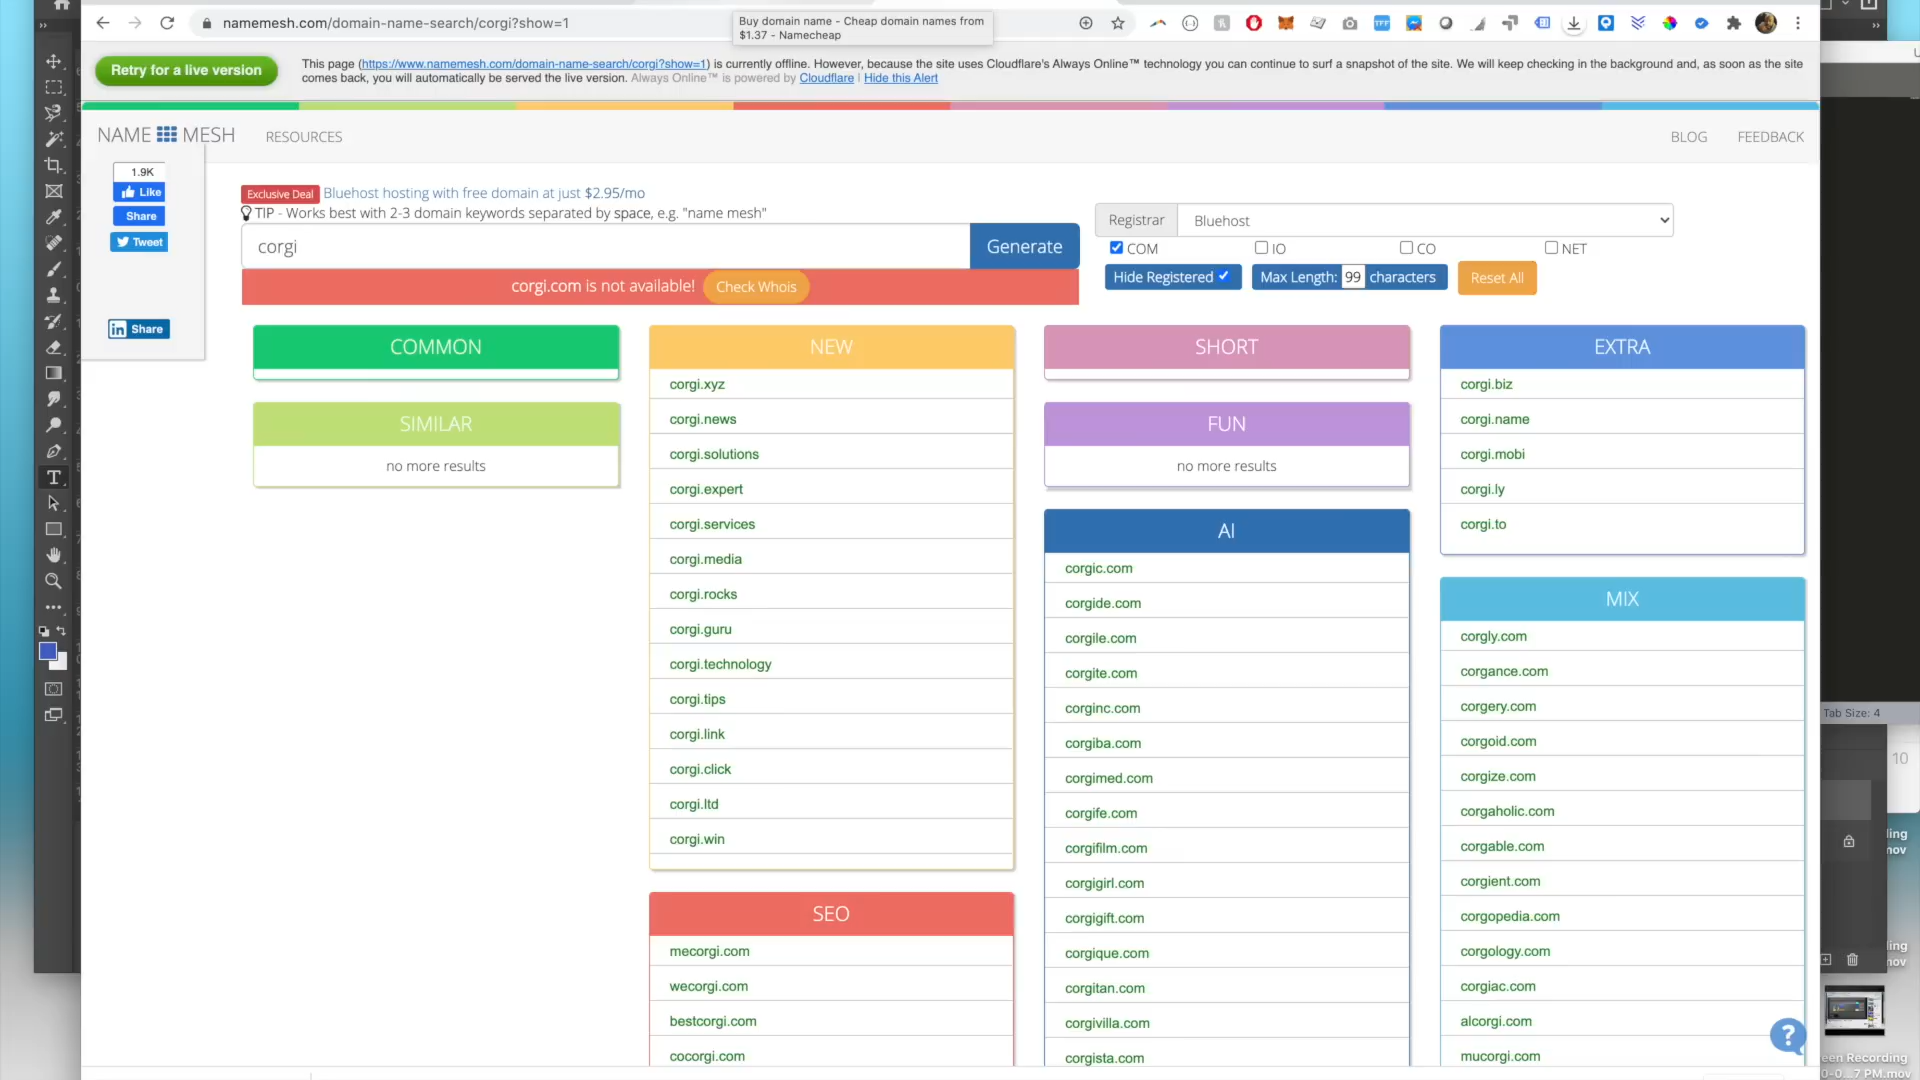 namemesh.com/domain-name-search/corgi?show=1
Buy domain name - Cheap domain names from
$1.37 - Namecheap
Retry for a live version
This page (https://www.namemesh.com/domain-name-search/corgi?show=1) is currently offline. However, because the site uses Cloudflare's Always Online™ technology you can continue to surf a snapshot of the site. We will keep checking in the background and, as soon as the site
comes back, you will automatically be served the live version. Always Online™ is powered by Cloudflare | Hide this Alert
NAME MESH
RESOURCES
BLOG
FEEDBACK
1.9K
Like
Share
Tweet
in Share
Exclusive Deal Bluehost hosting with free domain at just $2.95/mo
TIP - Works best with 2-3 domain keywords separated by space, e.g. "name mesh"
corgi
Generate
corgi.com is not available! Check Whois
Registrar
Bluehost
COM
IO
CO
NET
Hide Registered
Max Length: 99 characters
Reset All
COMMON
SIMILAR
no more results
NEW
corgi.xyz
corgi.news
corgi.solutions
corgi.expert
corgi.services
corgi.media
corgi.rocks
corgi.guru
corgi.technology
corgi.tips
corgi.link
corgi.click
corgi.ltd
corgi.win
SEO
mecorgi.com
wecorgi.com
bestcorgi.com
cocorgi.com
SHORT
FUN
no more results
AI
corgic.com
corgide.com
corgile.com
corgite.com
corginc.com
corgiba.com
corgimed.com
corgife.com
corgifilm.com
corgigirl.com
corgigift.com
corgique.com
corgitan.com
corgivilla.com
corgista.com
EXTRA
corgi.biz
corgi.name
corgi.mobi
corgi.ly
corgi.to
MIX
corgly.com
corgance.com
corgery.com
corgoid.com
corgize.com
corgaholic.com
corgable.com
corgient.com
corgopedia.com
corgology.com
corgiac.com
alcorgi.com
mucorgi.com
?
Tab Size: 4
10
ling
mov
ling
mov
een Recording
0-0...7 PM.mov